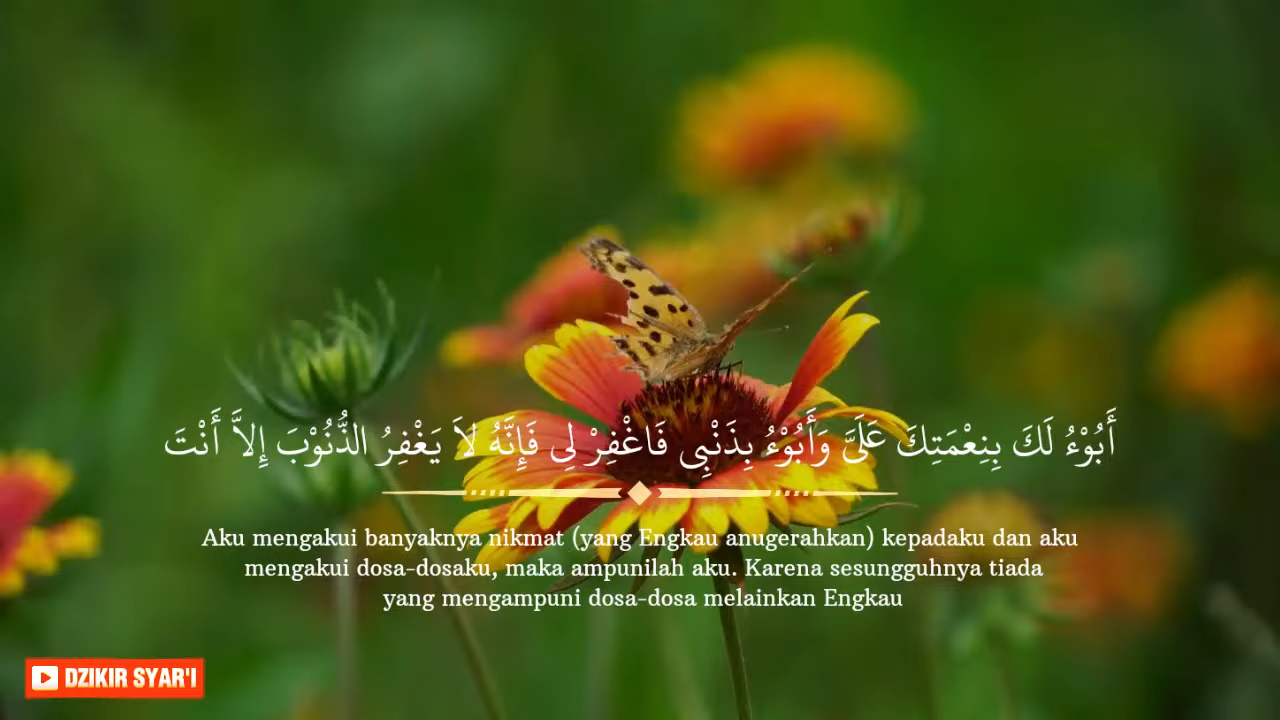 أَبُوْءُ لَكَ بِنِعْمَتِكَ عَلَيَّ وَأَبُوْءُ بِذَنْبِي فَاغْفِرْ لِي فَإِنَّهُ لاَ يَغْفِرُ الذُّنُوْبَ إِلاَّ أَنْتَ
Aku mengakui banyaknya nikmat (yang Engkau anugerahkan) kepadaku dan aku
mengakui dosa-dosaku, maka ampunilah aku. Karena sesungguhnya tiada
yang mengampuni dosa-dosa melainkan Engkau
DZIKIR SYAR'I